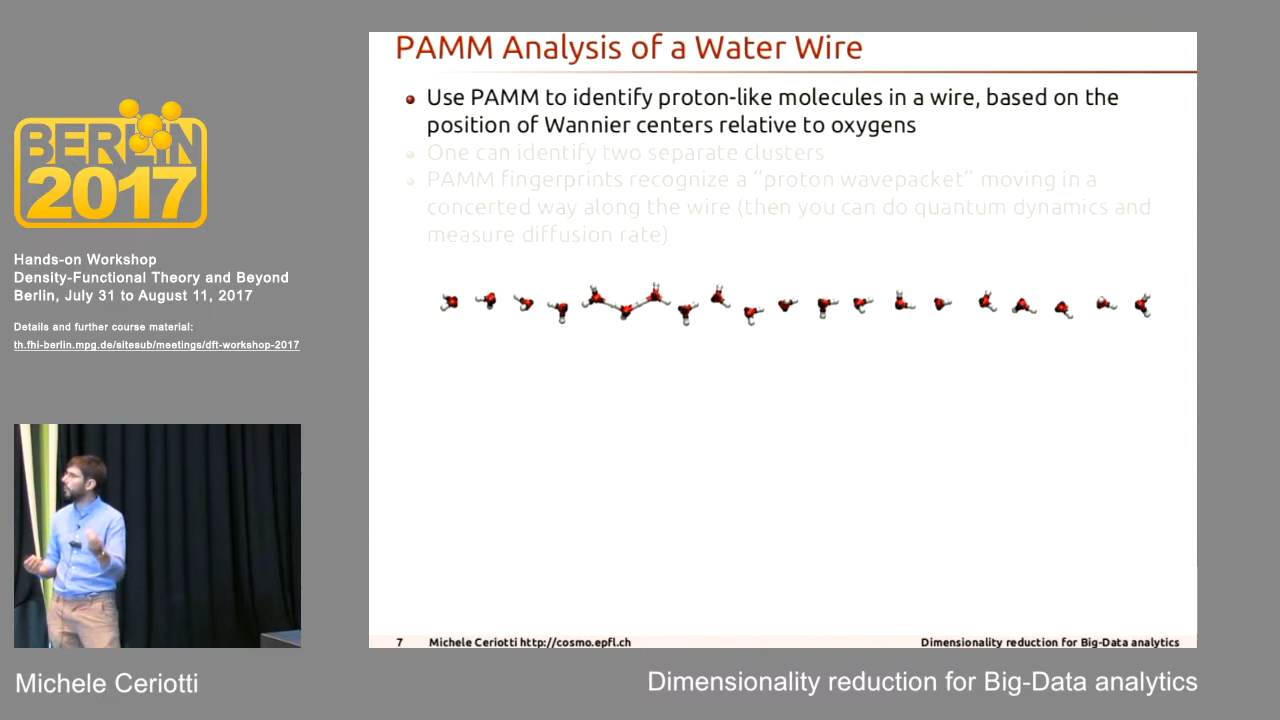 BERLIN
2017
Hands-on Workshop
Density-Functional Theory and Beyond
Berlin, July 31 to August 11, 2017
Details and further course material:
th.fhi-berlin.mpg.de/sitesub/meetings/dft-workshop-2017
PAMM Analysis of a Water Wire
Use PAMM to identify proton-like molecules in a wire, based on the
position of Wannier centers relative to oxygens
One can identify two separate clusters
PAMM fingerprints recognize a “proton wavepacket” moving in a
concerted way along the wire (then you can do quantum dynamics and
measure diffusion rate)
7 Michele Ceriotti http://cosmo.epfl.ch Dimensionality reduction for Big-Data analytics
Michele Ceriotti
Dimensionality reduction for Big-Data analytics